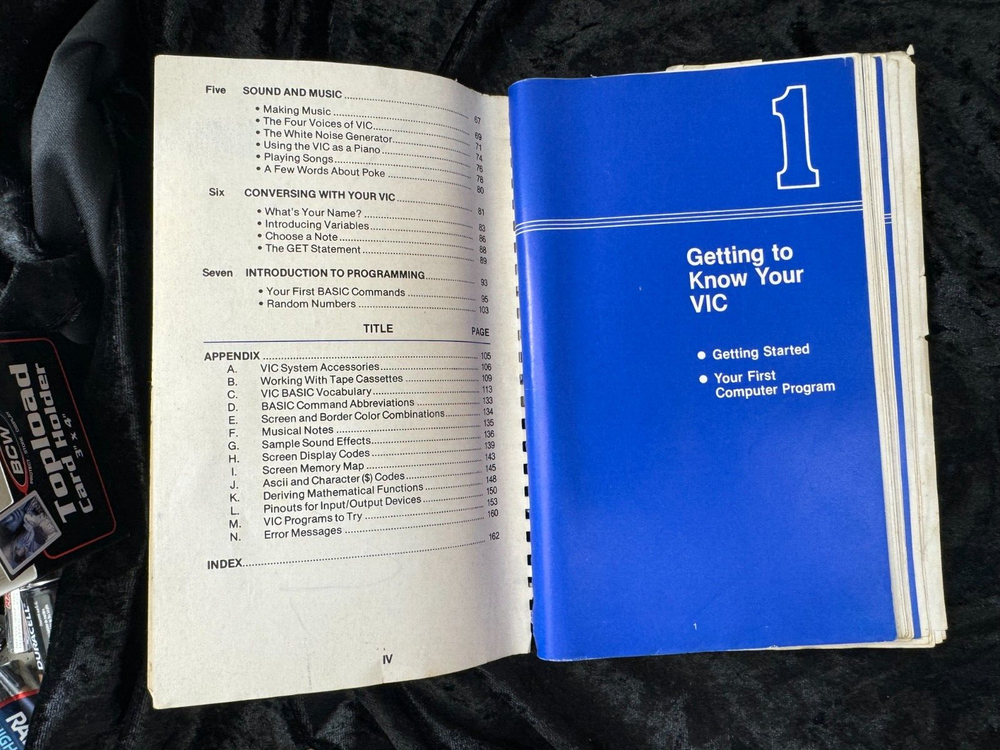 Five SOUND AND MUSIC 67
• Making Music 69
• The Four Voices of VIC 71
• The White Noise Generator 74
• Using the VIC as a Piano 76
• Playing Songs 78
• A Few Words About Poke 80
Six CONVERSING WITH YOUR VIC 81
• What's Your Name? 83
• Introducing Variables 86
• Choose a Note 88
• The GET Statement 89
Seven INTRODUCTION TO PROGRAMMING 93
• Your First BASIC Commands 95
• Random Numbers 103
TITLE PAGE
APPENDIX 105
A. VIC System Accessories 106
B. Working With Tape Cassettes 109
C. VIC BASIC Vocabulary 113
D. BASIC Command Abbreviations 133
E. Screen and Border Color Combinations 134
F. Musical Notes 135
G. Sample Sound Effects 136
H. Screen Display Codes 139
I. Screen Memory Map 143
J. Ascii and Character ($) Codes 145
K. Deriving Mathematical Functions 148
L. Pinouts for Input/Output Devices 150
M. VIC Programs to Try 153
N. Error Messages 160
INDEX 162
IV
1
Getting to
Know Your
VIC
• Getting Started
• Your First
Computer Program
1
BCW
Topload
Card Holder
3" x 4"
DURACELL